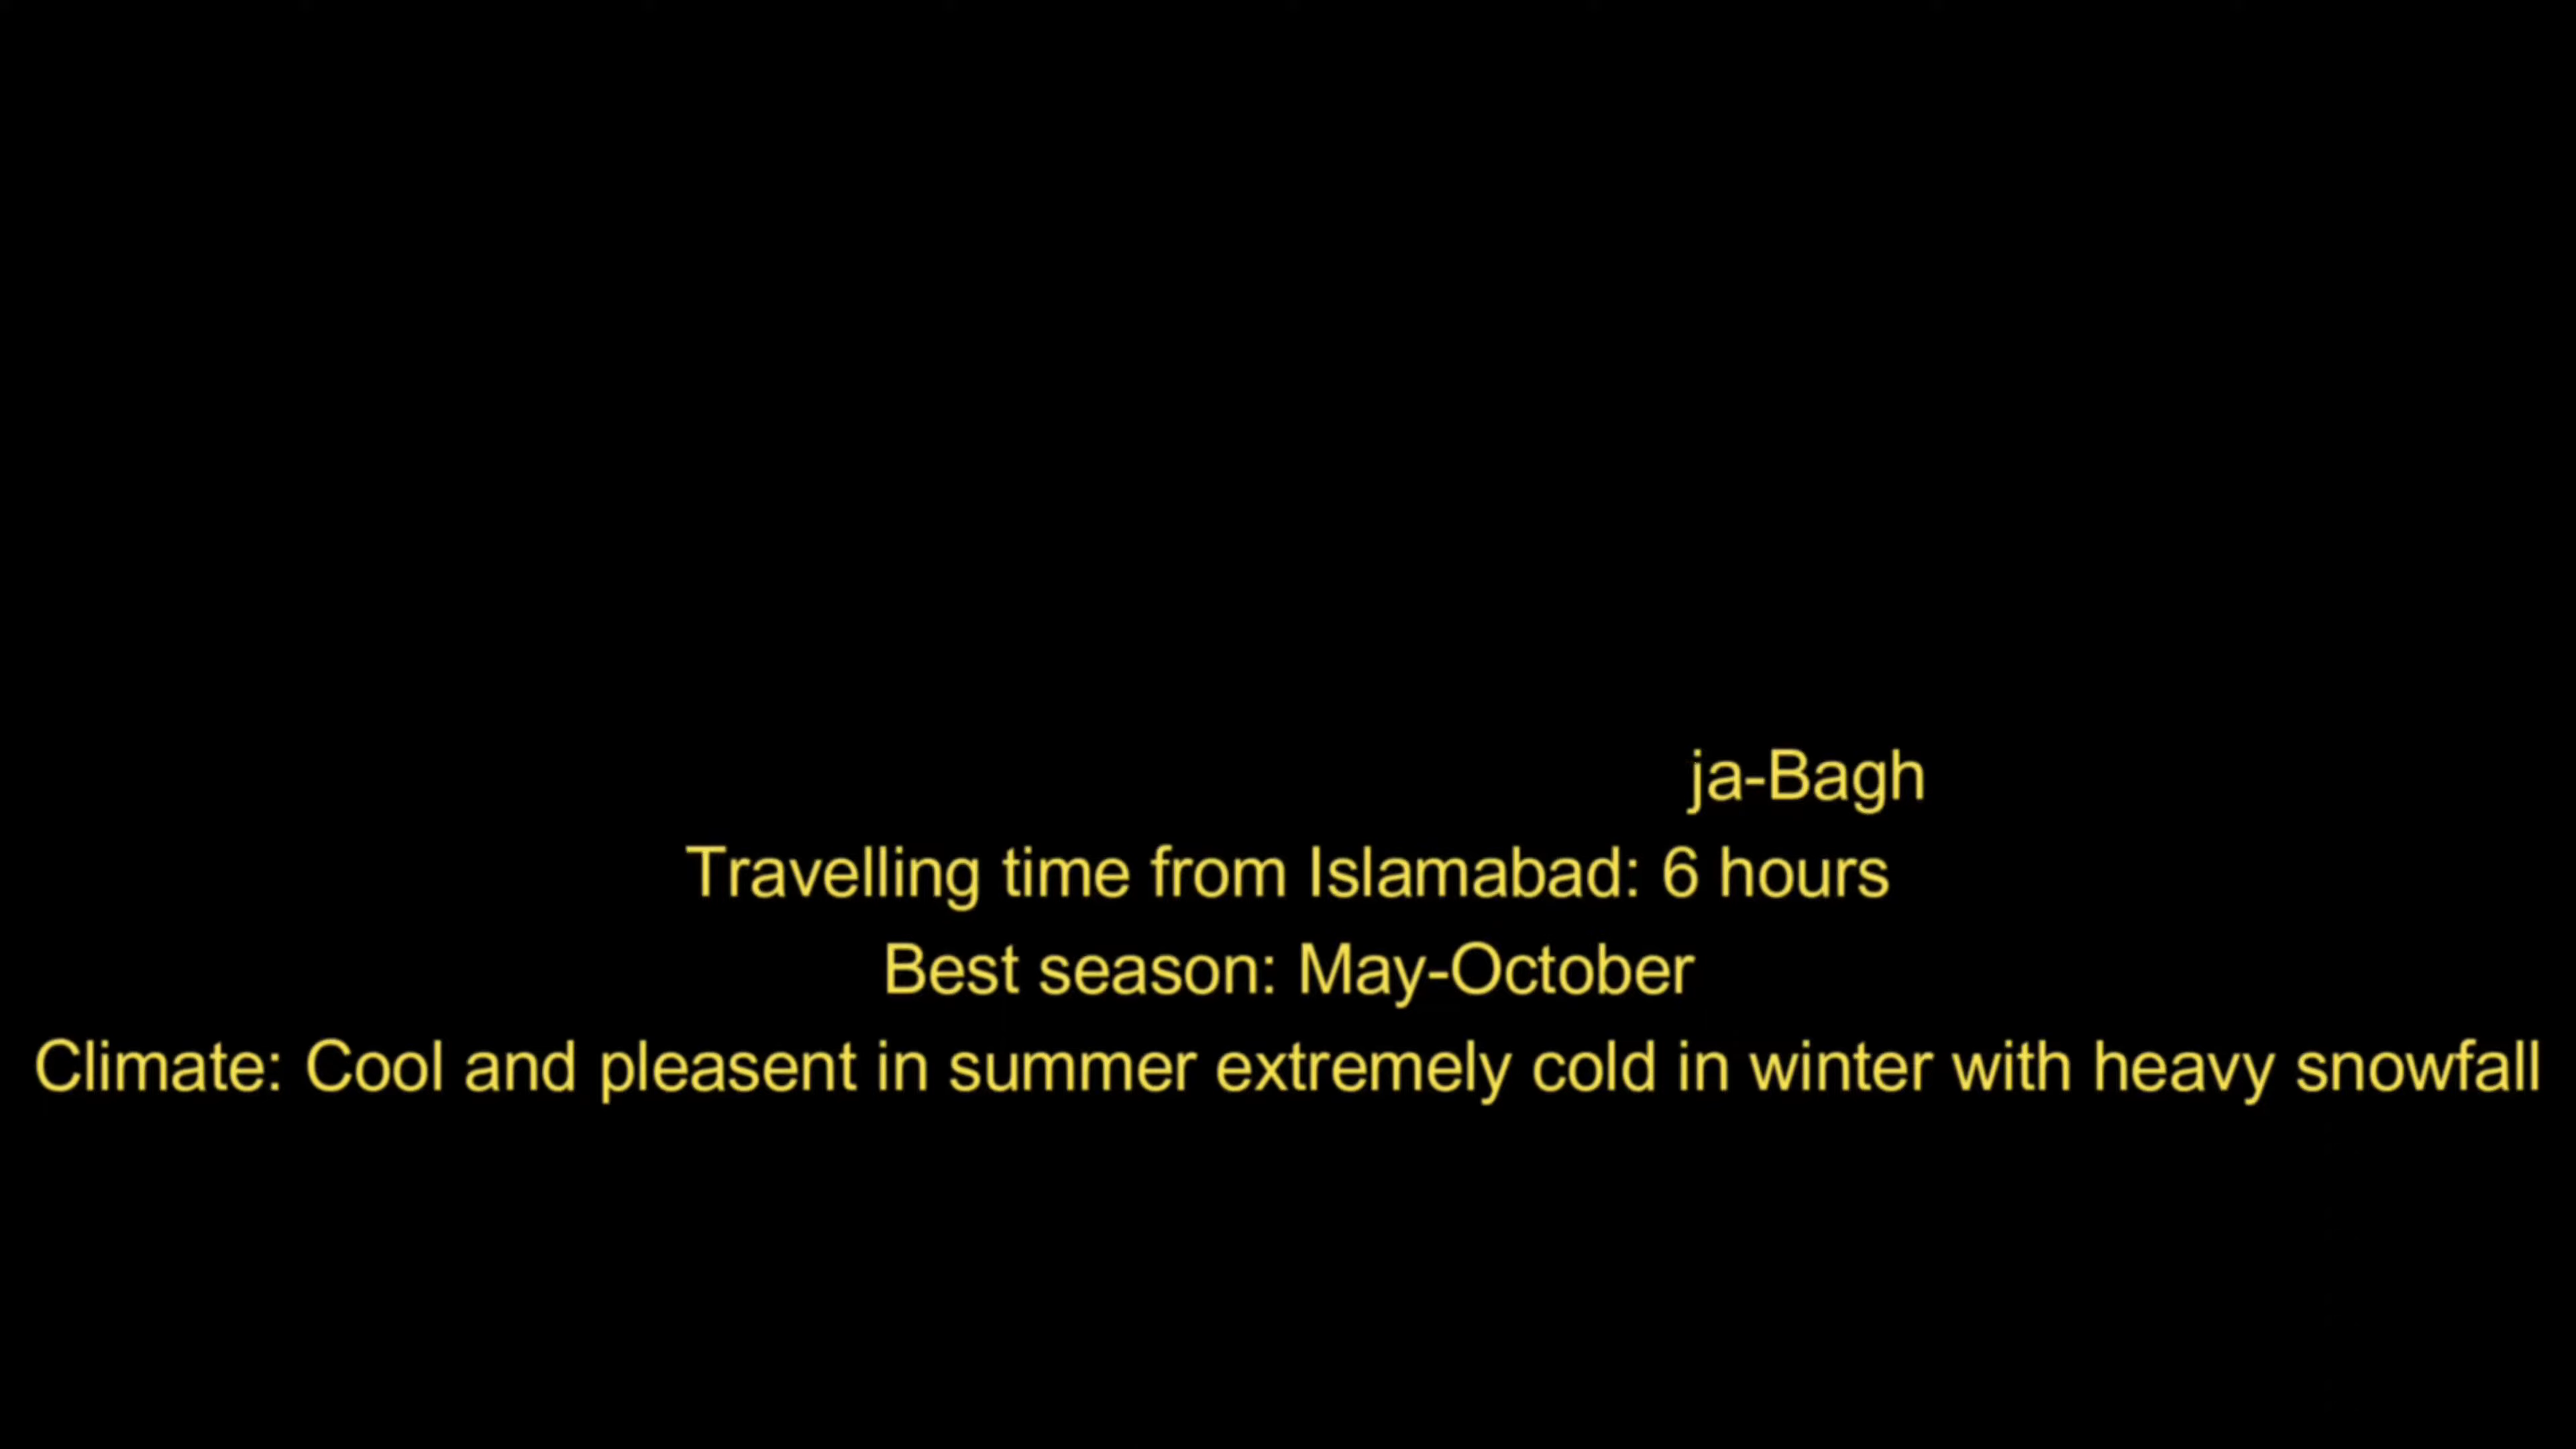 ja-Bagh
Travelling time from Islamabad: 6 hours
Best season: May-October
Climate: Cool and pleasent in summer extremely cold in winter with heavy snowfall